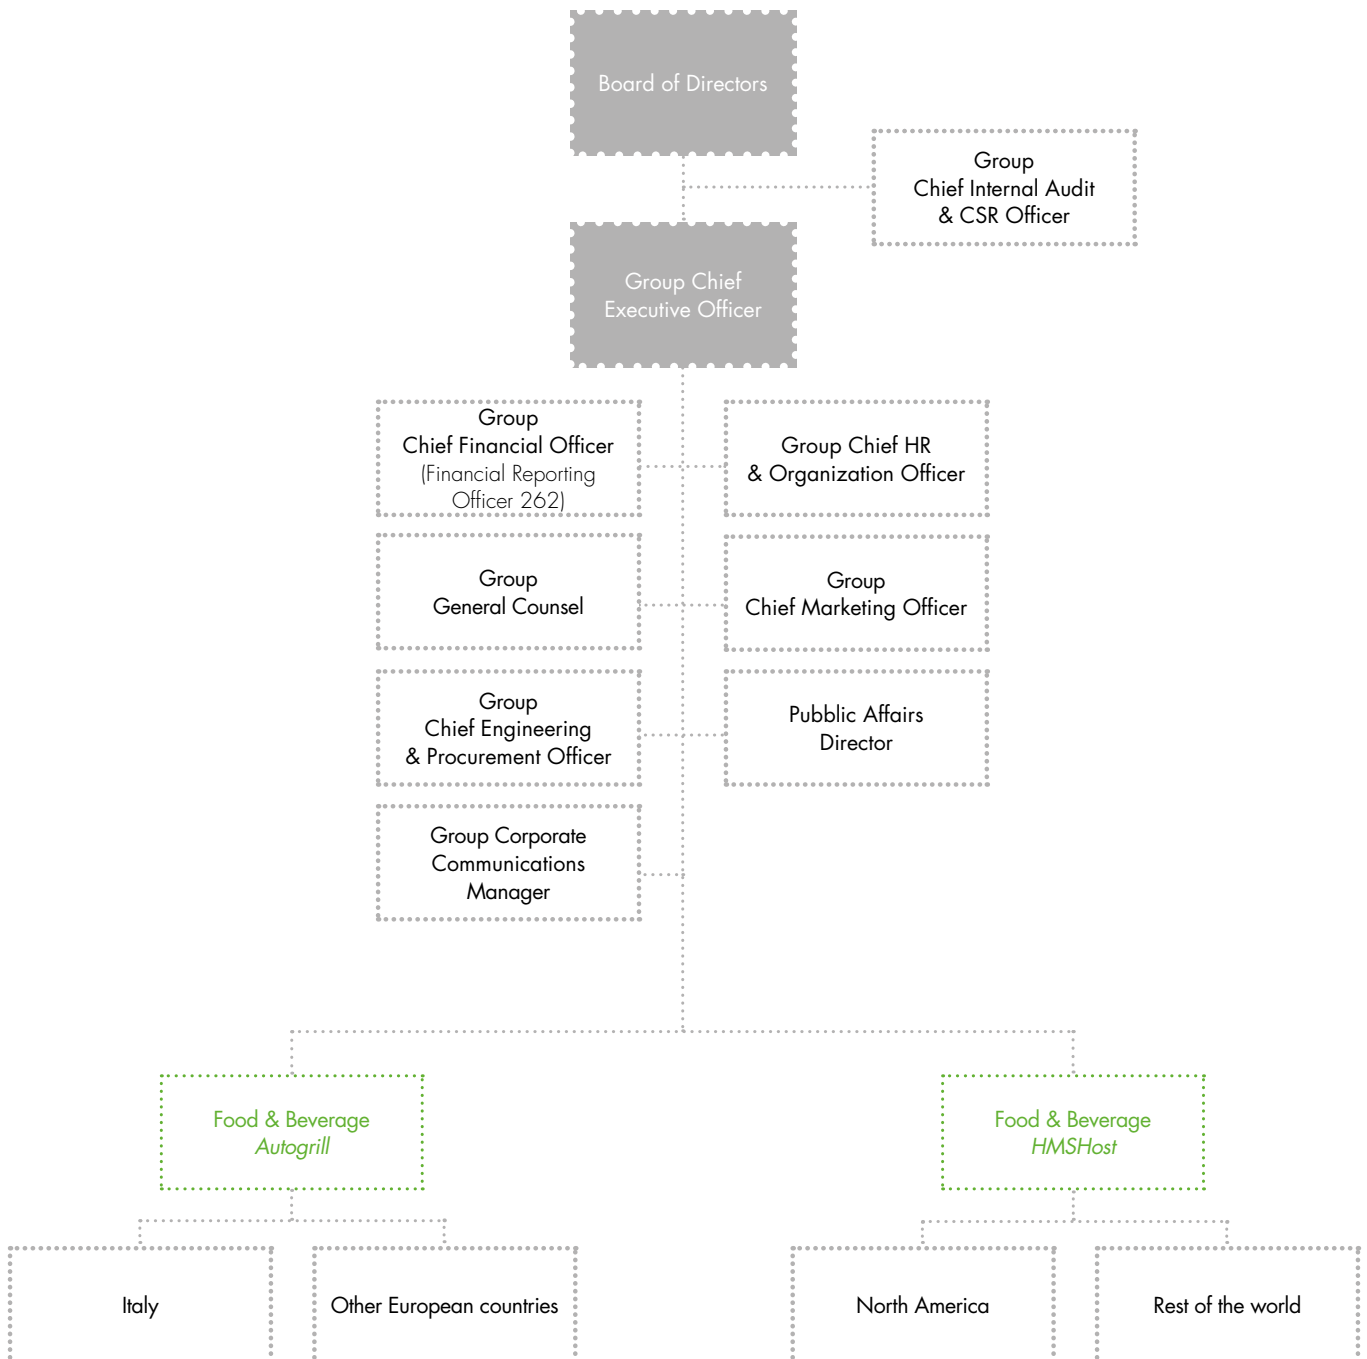 Board of Directors
Group
Chief Internal Audit
& CSR Officer
Group Chief
Executive Officer
Group
Chief Financial Officer
(Financial Reporting
Officer 262)
Group Chief HR
& Organization Officer
Group
General Counsel
Group
Chief Marketing Officer
Group
Chief Engineering
& Procurement Officer
Pubblic Affairs
Director
Group Corporate
Communications
Manager
Food & Beverage
Autogrill
Food & Beverage
HMSHost
Italy
Other European countries
North America
Rest of the world